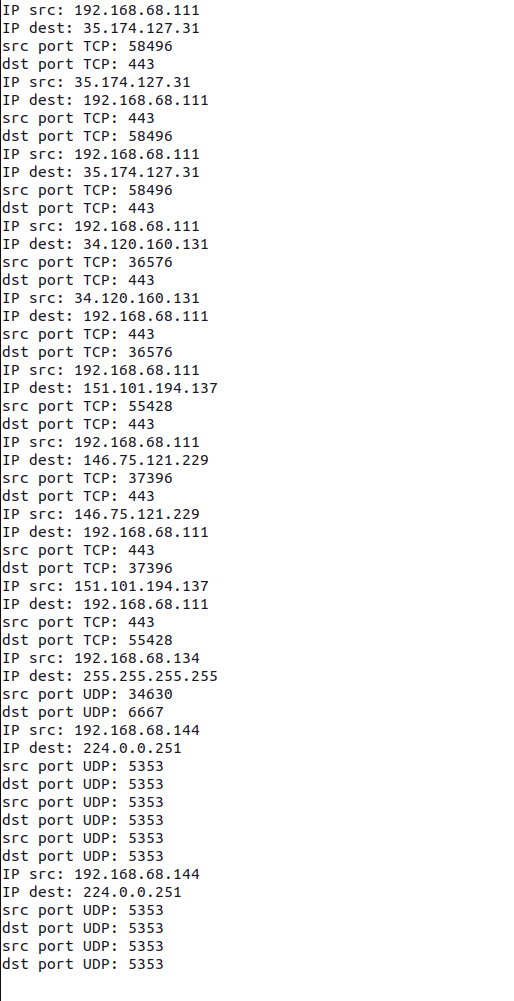 IP src: 192.168.68.111
IP dest: 35.174.127.31
src port TCP: 58496
dst port TCP: 443
IP src: 35.174.127.31
IP dest: 192.168.68.111
src port TCP: 443
dst port TCP: 58496
IP src: 192.168.68.111
IP dest: 35.174.127.31
src port TCP: 58496
dst port TCP: 443
IP src: 192.168.68.111
IP dest: 34.120.160.131
src port TCP: 36576
dst port TCP: 443
IP src: 34.120.160.131
IP dest: 192.168.68.111
src port TCP: 443
dst port TCP: 36576
IP src: 192.168.68.111
IP dest: 151.101.194.137
src port TCP: 55428
dst port TCP: 443
IP src: 192.168.68.111
IP dest: 146.75.121.229
src port TCP: 37396
dst port TCP: 443
IP src: 146.75.121.229
IP dest: 192.168.68.111
src port TCP: 443
dst port TCP: 37396
IP src: 151.101.194.137
IP dest: 192.168.68.111
src port TCP: 443
dst port TCP: 55428
IP src: 192.168.68.134
IP dest: 255.255.255.255
src port UDP: 34630
dst port UDP: 6667
IP src: 192.168.68.144
IP dest: 224.0.0.251
src port UDP: 5353
dst port UDP: 5353
src port UDP: 5353
dst port UDP: 5353
src port UDP: 5353
dst port UDP: 5353
IP src: 192.168.68.144
IP dest: 224.0.0.251
src port UDP: 5353
dst port UDP: 5353
src port UDP: 5353
dst port UDP: 5353